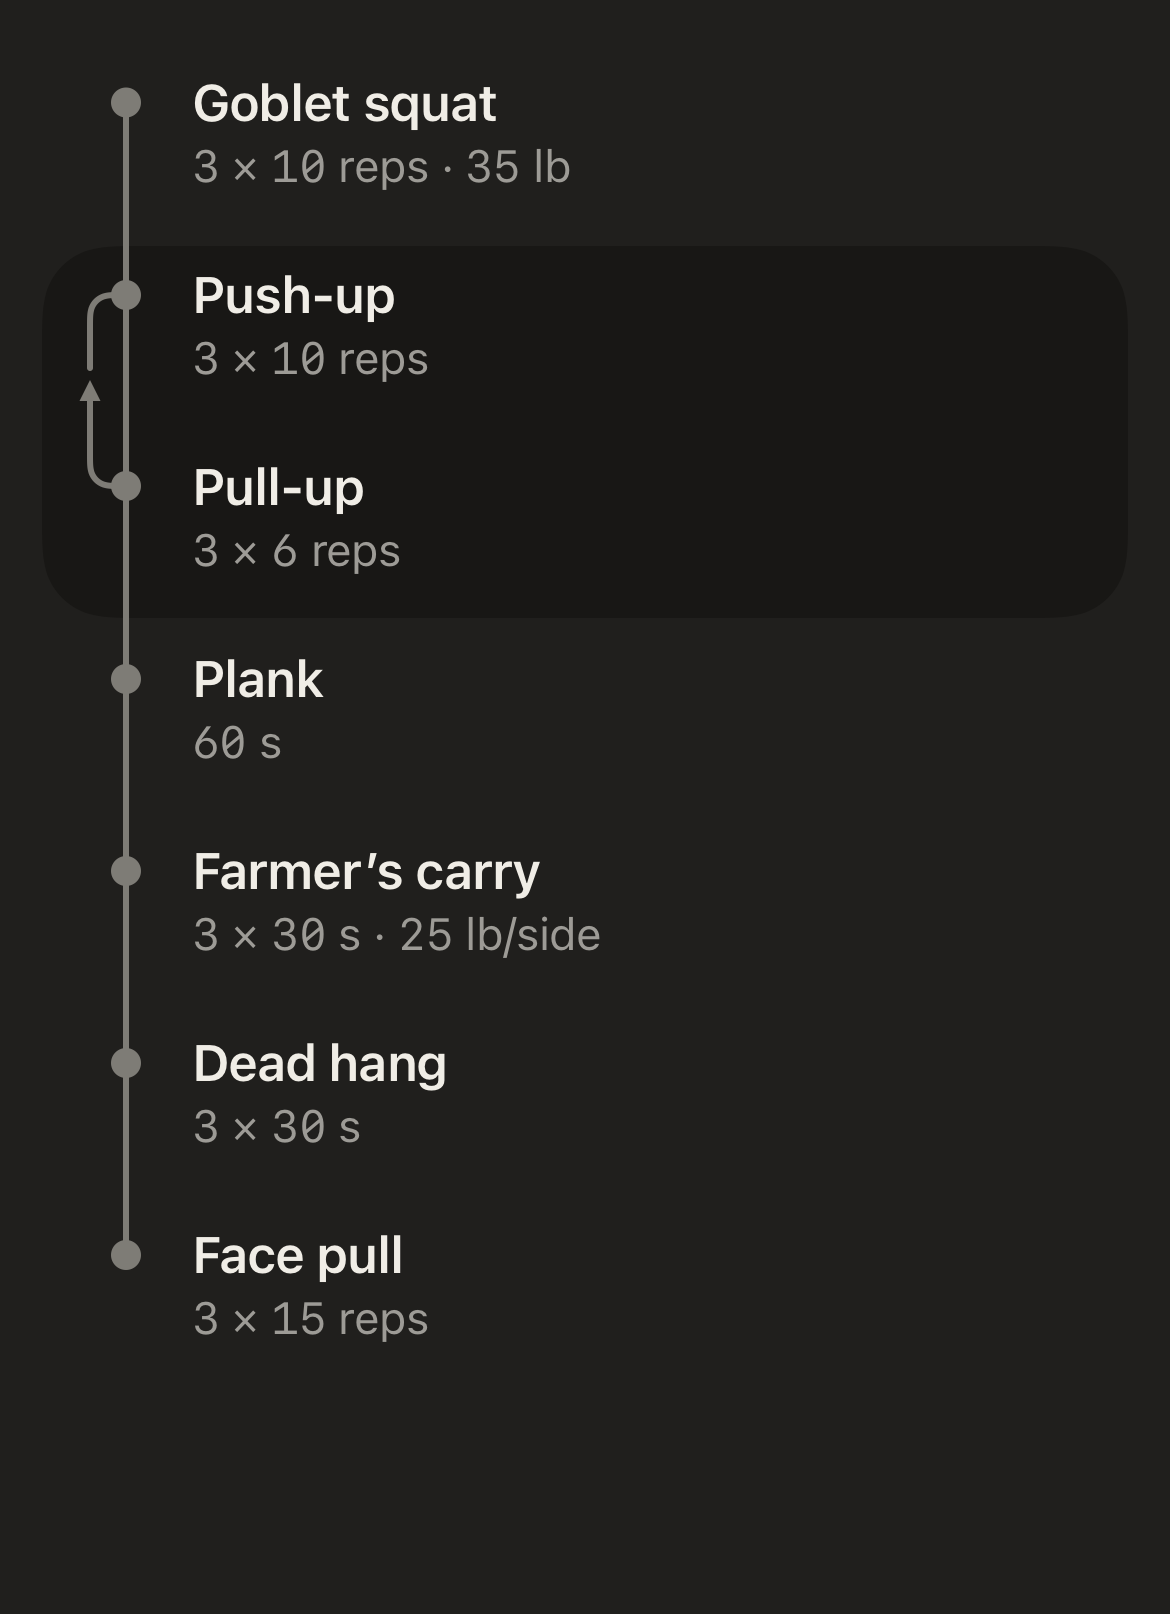 Goblet squat
3 × 10 reps · 35 lb
Push-up
3 × 10 reps
Pull-up
3 × 6 reps
Plank
60 s
Farmer’s carry
3 × 30 s · 25 lb/side
Dead hang
3 × 30 s
Face pull
3 × 15 reps